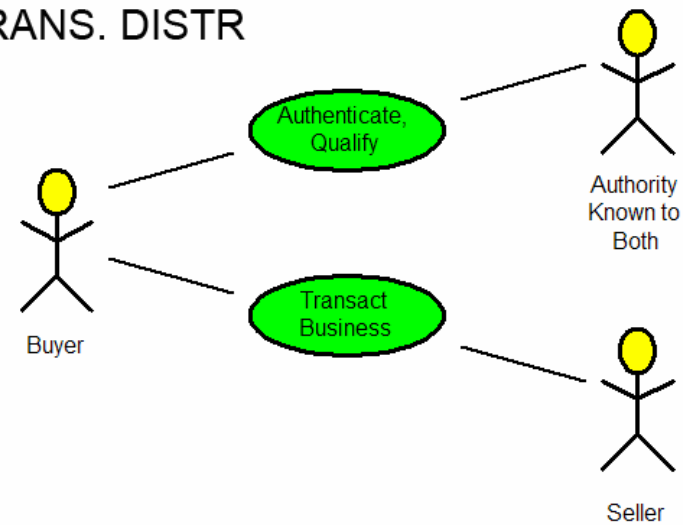 RANS. DISTR
Authenticate,
Qualify
Authority
Known to
Both
Buyer
Transact
Business
Seller